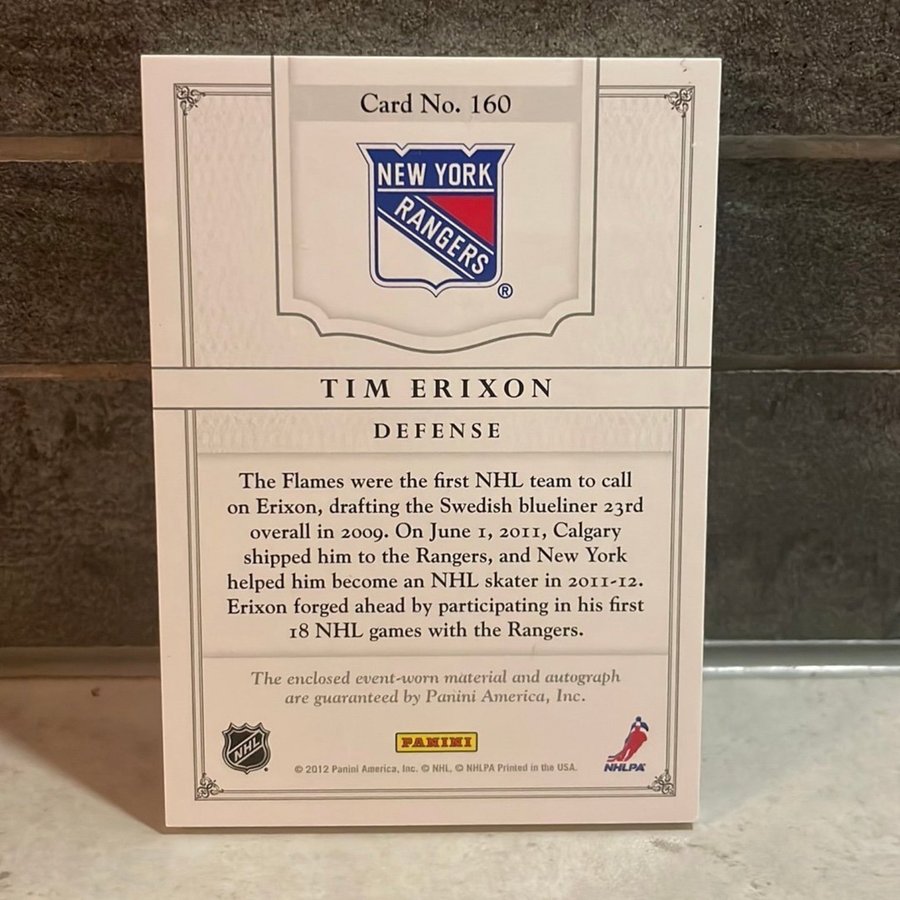 Card No. 160
NEW YORK
RANGERS
®
TIM ERIXON
DEFENSE
The Flames were the first NHL team to call
on Erixon, drafting the Swedish blueliner 23rd
overall in 2009. On June 1, 2011, Calgary
shipped him to the Rangers, and New York
helped him become an NHL skater in 2011-12.
Erixon forged ahead by participating in his first
18 NHL games with the Rangers.
The enclosed event-worn material and autograph
are guaranteed by Panini America, Inc.
NHL
PANINI
NHLPA
© 2012 Panini America, Inc. © NHL, © NHLPA Printed in the USA.